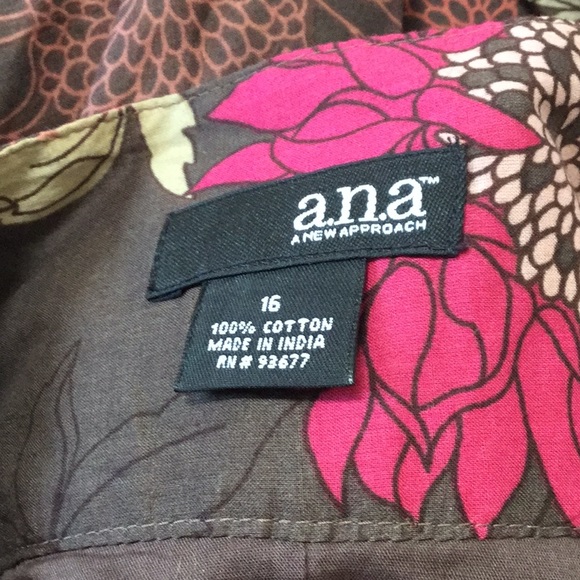 a.n.a™
A NEW APPROACH
16
100% COTTON
MADE IN INDIA
RN# 93677